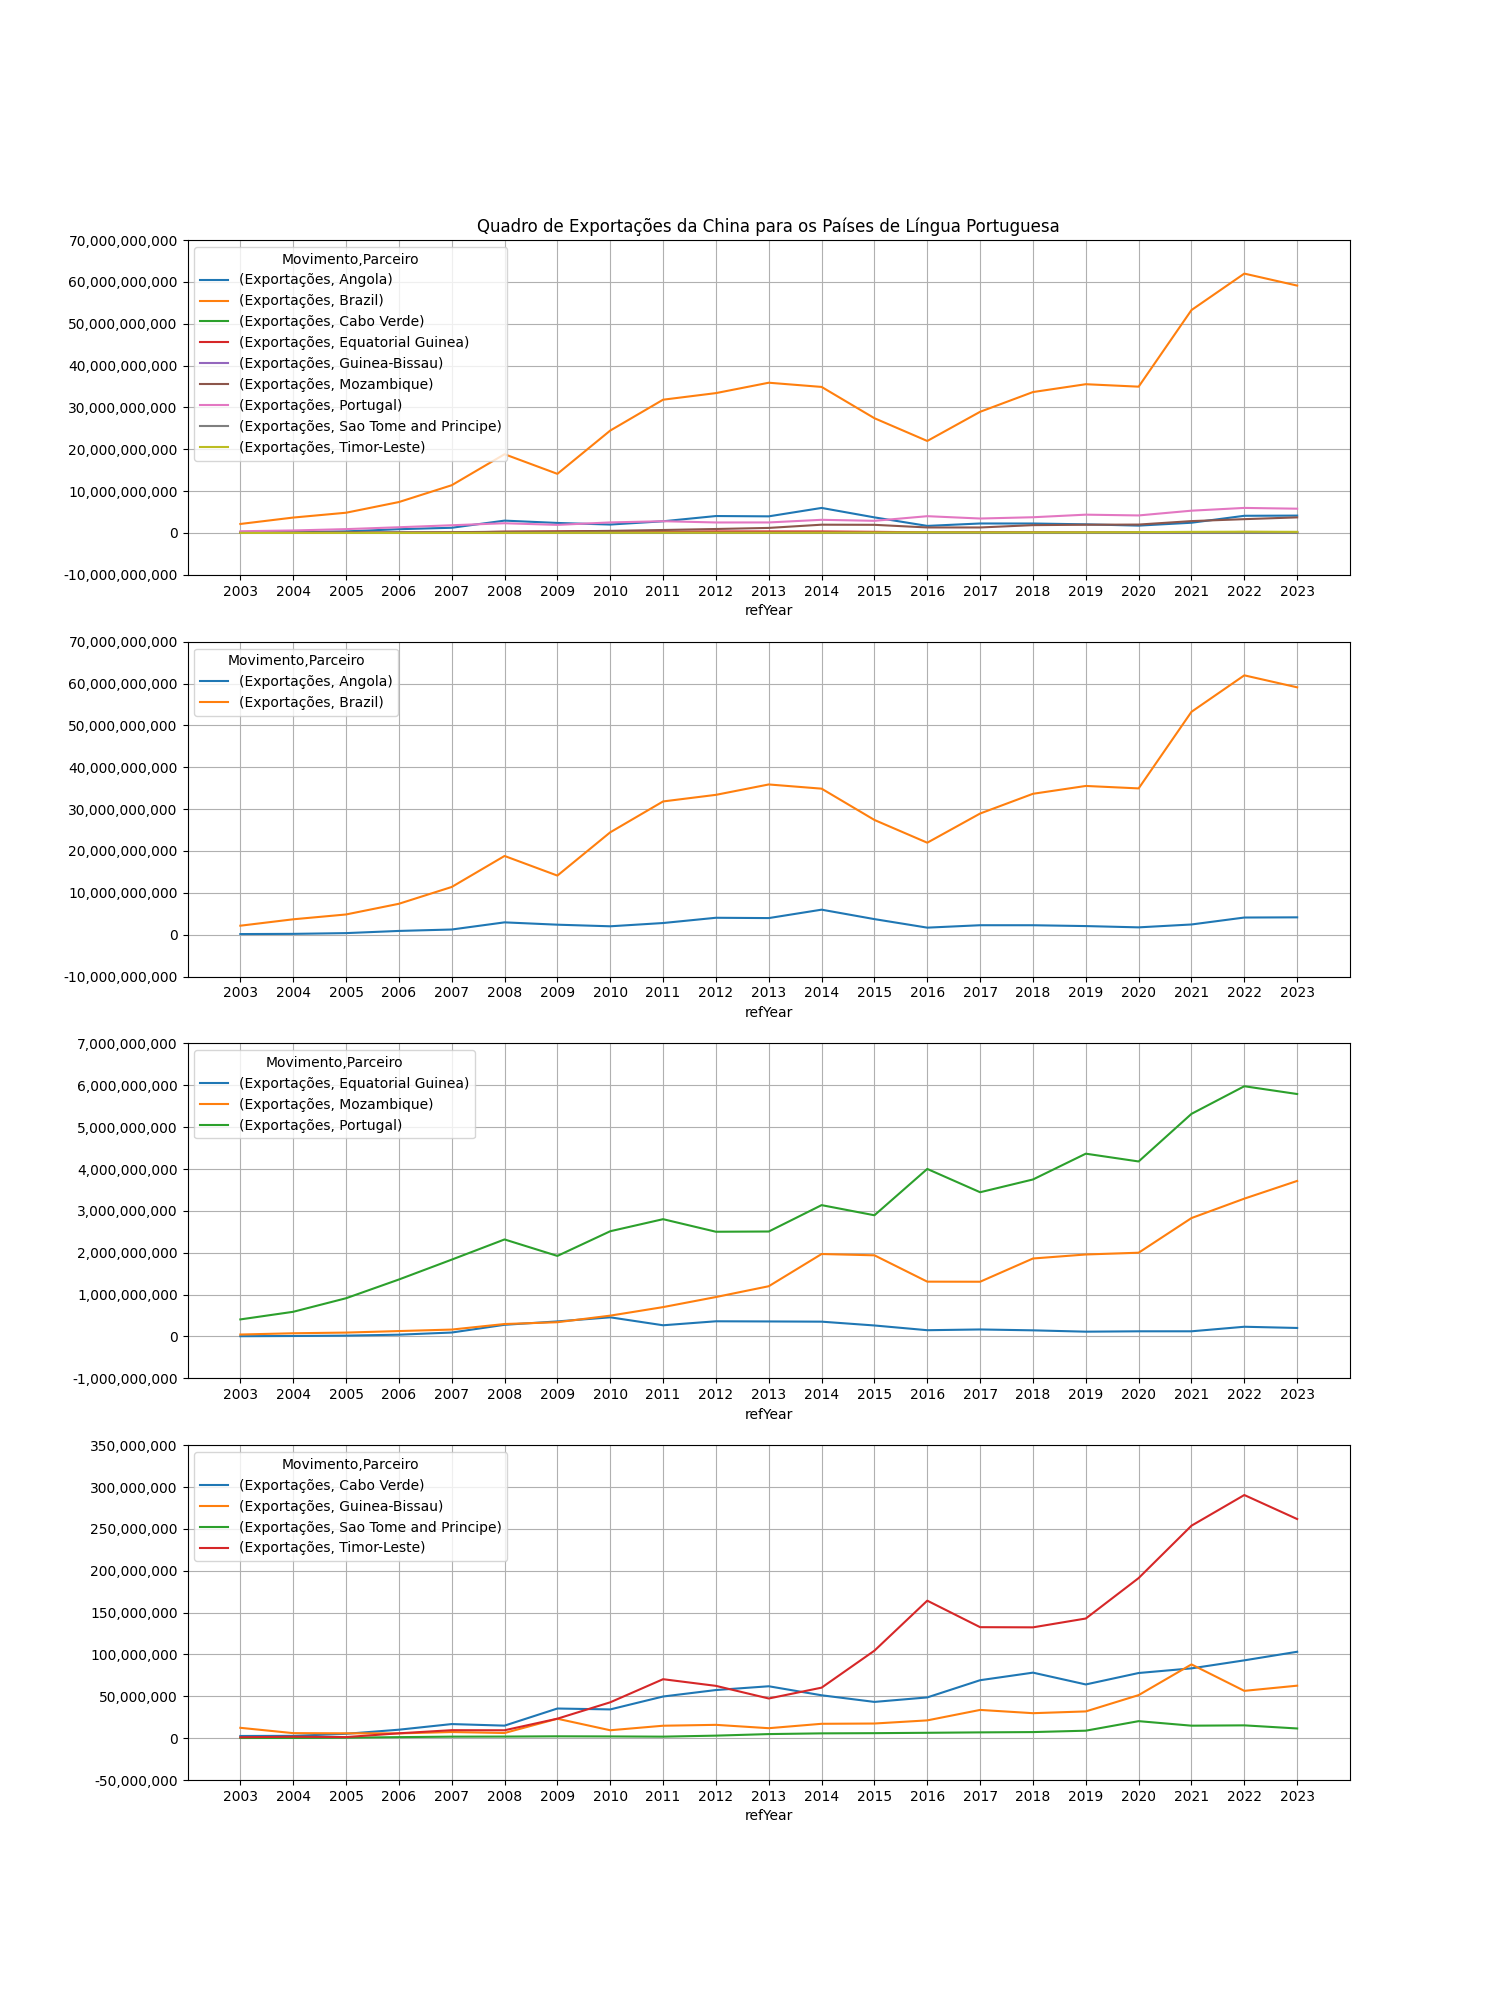 Quadro de Exportações da China para os Países de Língua Portuguesa
70,000,000,000
60,000,000,000
50,000,000,000
40,000,000,000
30,000,000,000
20,000,000,000
10,000,000,000
0
-10,000,000,000
Movimento,Parceiro
(Exportações, Angola)
(Exportações, Brazil)
(Exportações, Cabo Verde)
(Exportações, Equatorial Guinea)
(Exportações, Guinea-Bissau)
(Exportações, Mozambique)
(Exportações, Portugal)
(Exportações, Sao Tome and Principe)
(Exportações, Timor-Leste)
2003 2004 2005 2006 2007 2008 2009 2010 2011 2012 2013 2014 2015 2016 2017 2018 2019 2020 2021 2022 2023
refYear
70,000,000,000
60,000,000,000
50,000,000,000
40,000,000,000
30,000,000,000
20,000,000,000
10,000,000,000
0
-10,000,000,000
Movimento,Parceiro
(Exportações, Angola)
(Exportações, Brazil)
2003 2004 2005 2006 2007 2008 2009 2010 2011 2012 2013 2014 2015 2016 2017 2018 2019 2020 2021 2022 2023
refYear
7,000,000,000
6,000,000,000
5,000,000,000
4,000,000,000
3,000,000,000
2,000,000,000
1,000,000,000
0
-1,000,000,000
Movimento,Parceiro
(Exportações, Equatorial Guinea)
(Exportações, Mozambique)
(Exportações, Portugal)
2003 2004 2005 2006 2007 2008 2009 2010 2011 2012 2013 2014 2015 2016 2017 2018 2019 2020 2021 2022 2023
refYear
350,000,000
300,000,000
250,000,000
200,000,000
150,000,000
100,000,000
50,000,000
0
-50,000,000
Movimento,Parceiro
(Exportações, Cabo Verde)
(Exportações, Guinea-Bissau)
(Exportações, Sao Tome and Principe)
(Exportações, Timor-Leste)
2003 2004 2005 2006 2007 2008 2009 2010 2011 2012 2013 2014 2015 2016 2017 2018 2019 2020 2021 2022 2023
refYear